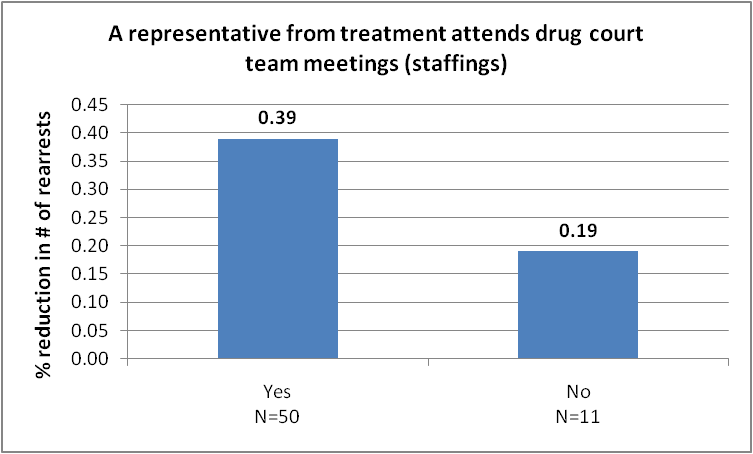 A representative from treatment attends drug court
team meetings (staffings)
% reduction in # of rearrests
0.45
0.40
0.35
0.30
0.25
0.20
0.15
0.10
0.05
0.00
0.39
0.19
Yes
N=50
No
N=11